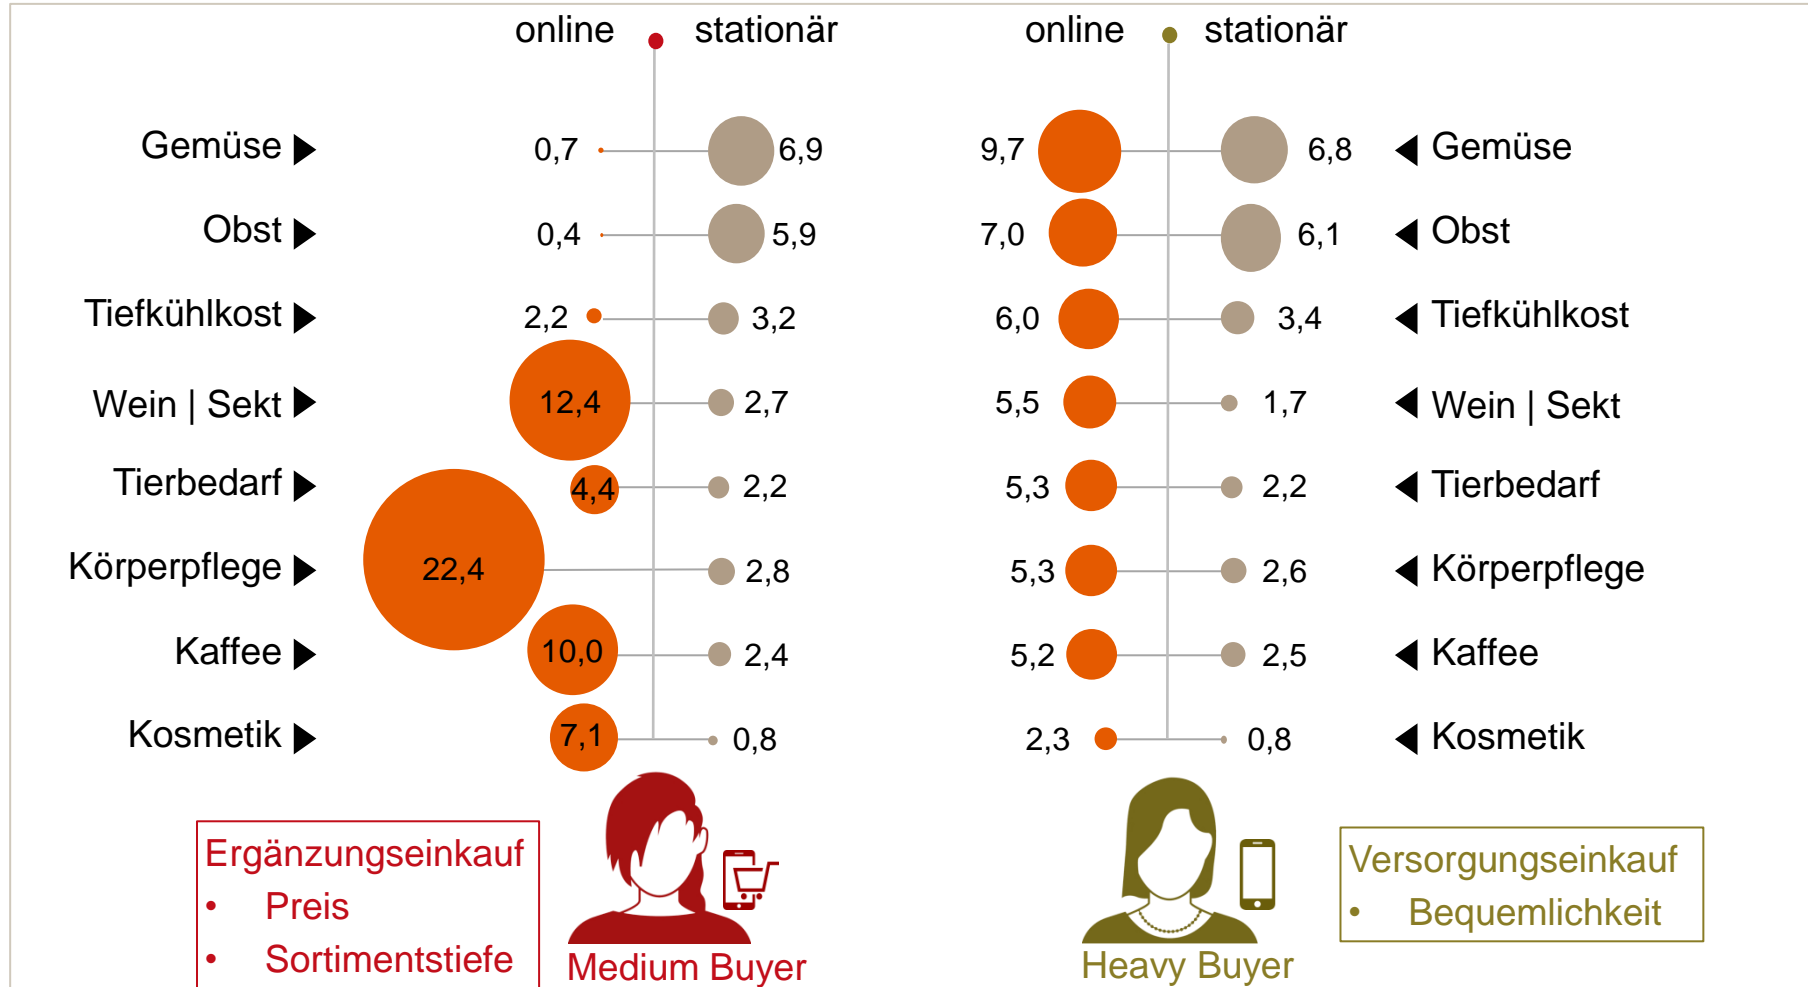 online stationär online stationär
Gemüse 0,7 6,9 9,7 6,8 Gemüse
Obst 0,4 5,9 7,0 6,1 Obst
Tiefkühlkost 2,2 3,2 6,0 3,4 Tiefkühlkost
Wein | Sekt 12,4 2,7 5,5 1,7 Wein | Sekt
Tierbedarf 4,4 2,2 5,3 2,2 Tierbedarf
Körperpflege 22,4 2,8 5,3 2,6 Körperpflege
Kaffee 10,0 2,4 5,2 2,5 Kaffee
Kosmetik 7,1 0,8 2,3 0,8 Kosmetik
Ergänzungseinkauf
• Preis
• Sortimentstiefe
Medium Buyer
Heavy Buyer
Versorgungseinkauf
• Bequemlichkeit